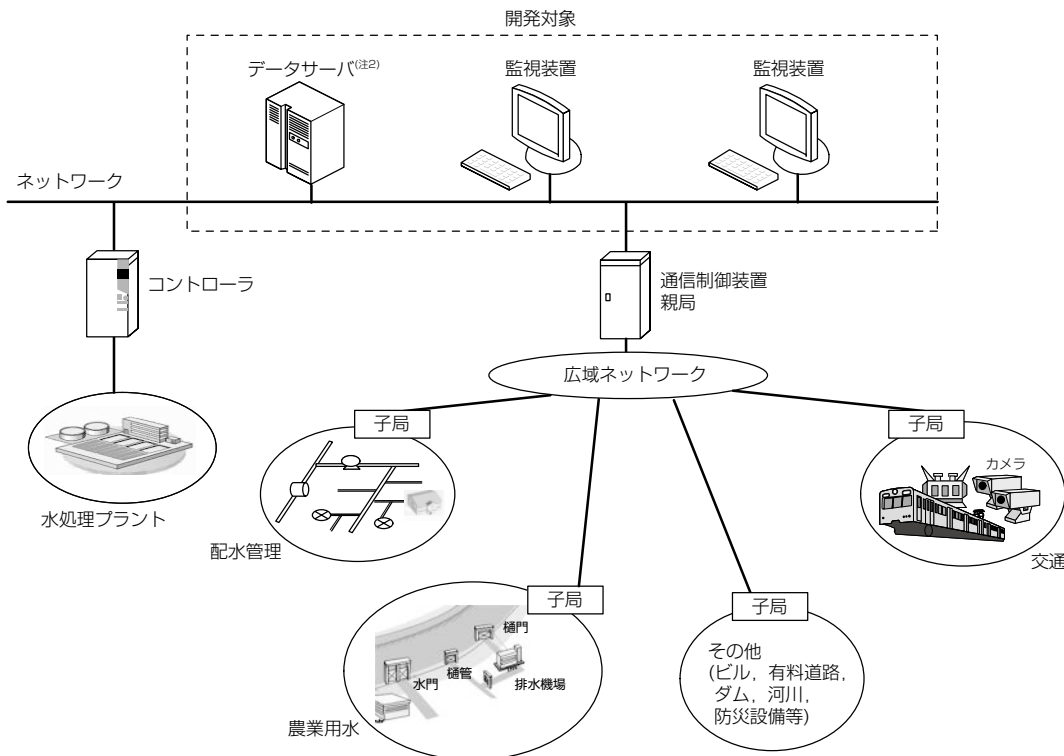 開発対象
データサーバ(注2)
監視装置
監視装置
ネットワーク
コントローラ
通信制御装置
親局
広域ネットワーク
子局
子局
カメラ
水処理プラント
配水管理
交通
子局
子局
樋門
樋管
水門
排水機場
農業用水
その他
(ビル，有料道路，
ダム，河川，
防災設備等)